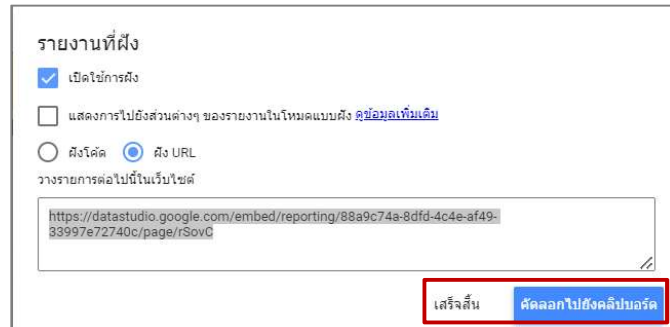 รายงานที่ฝัง
เปิดใช้การฝัง
แสดงการไปยังส่วนต่างๆ ของรายงานในโหมดแบบฝัง ดูข้อมูลเพิ่มเติม
ฝังโค้ด ฝัง URL
วางรายการต่อไปนี้ในเว็บไซต์
https://datastudio.google.com/embed/reporting/88a9c74a-8dfd-4c4e-af49-
33997e72740c/page/rSovC
เสร็จสิ้น คัดลอกไปยังคลิปบอร์ด